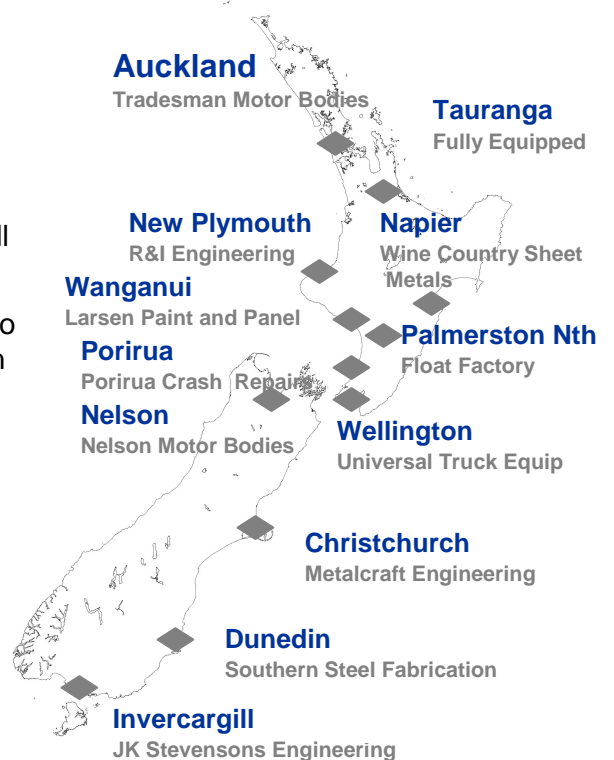 Auckland
Tradesman Motor Bodies
Tauranga
Fully Equipped
ll
New Plymouth
R&I Engineering
Napier
Wine Country Sheet
Metals
Wanganui
Larsen Paint and Panel
o
n
Palmerston Nth
Float Factory
Porirua
Porirua Crash Repairs
Nelson
Nelson Motor Bodies
Wellington
Universal Truck Equip
Christchurch
Metalcraft Engineering
Dunedin
Southern Steel Fabrication
Invercargill
JK Stevensons Engineering